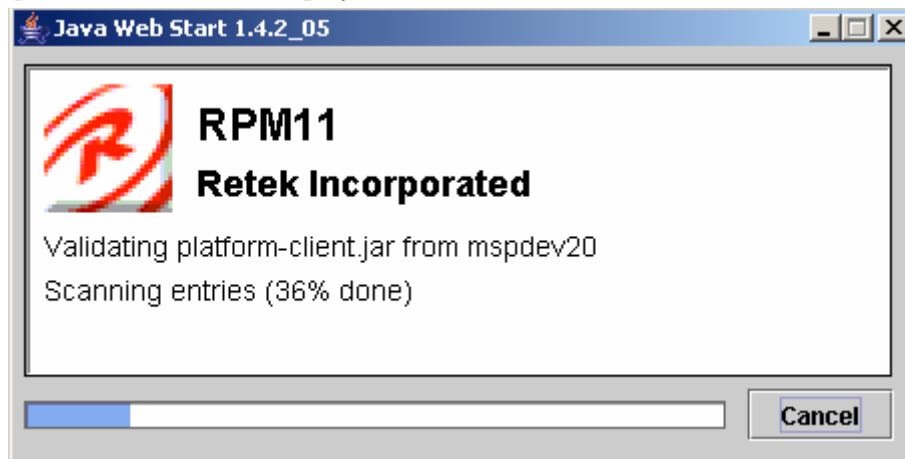 Java Web Start 1.4.2_05
RPM11
Retek Incorporated
Validating platform-client.jar from mspdev20
Scanning entries (36% done)
Cancel